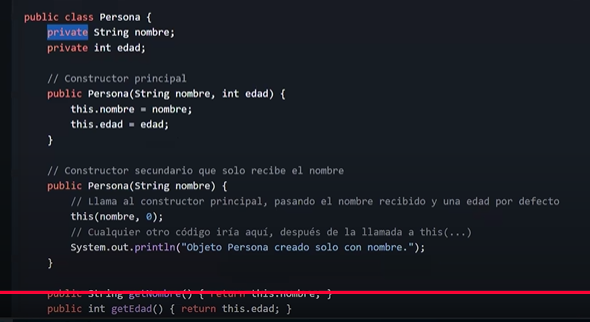 public class Persona {
private String nombre;
private int edad;
// Constructor principal
public Persona(String nombre, int edad) {
this.nombre = nombre;
this.edad = edad;
}
// Constructor secundario que solo recibe el nombre
public Persona(String nombre) {
// Llama al constructor principal, pasando el nombre recibido y una edad por defecto
this(nombre, 0);
// Cualquier otro código iría aquí, después de la llamada a this(...)
System.out.println("Objeto Persona creado solo con nombre.");
}
public String getNombre() { return this.nombre; }
public int getEdad() { return this.edad; }